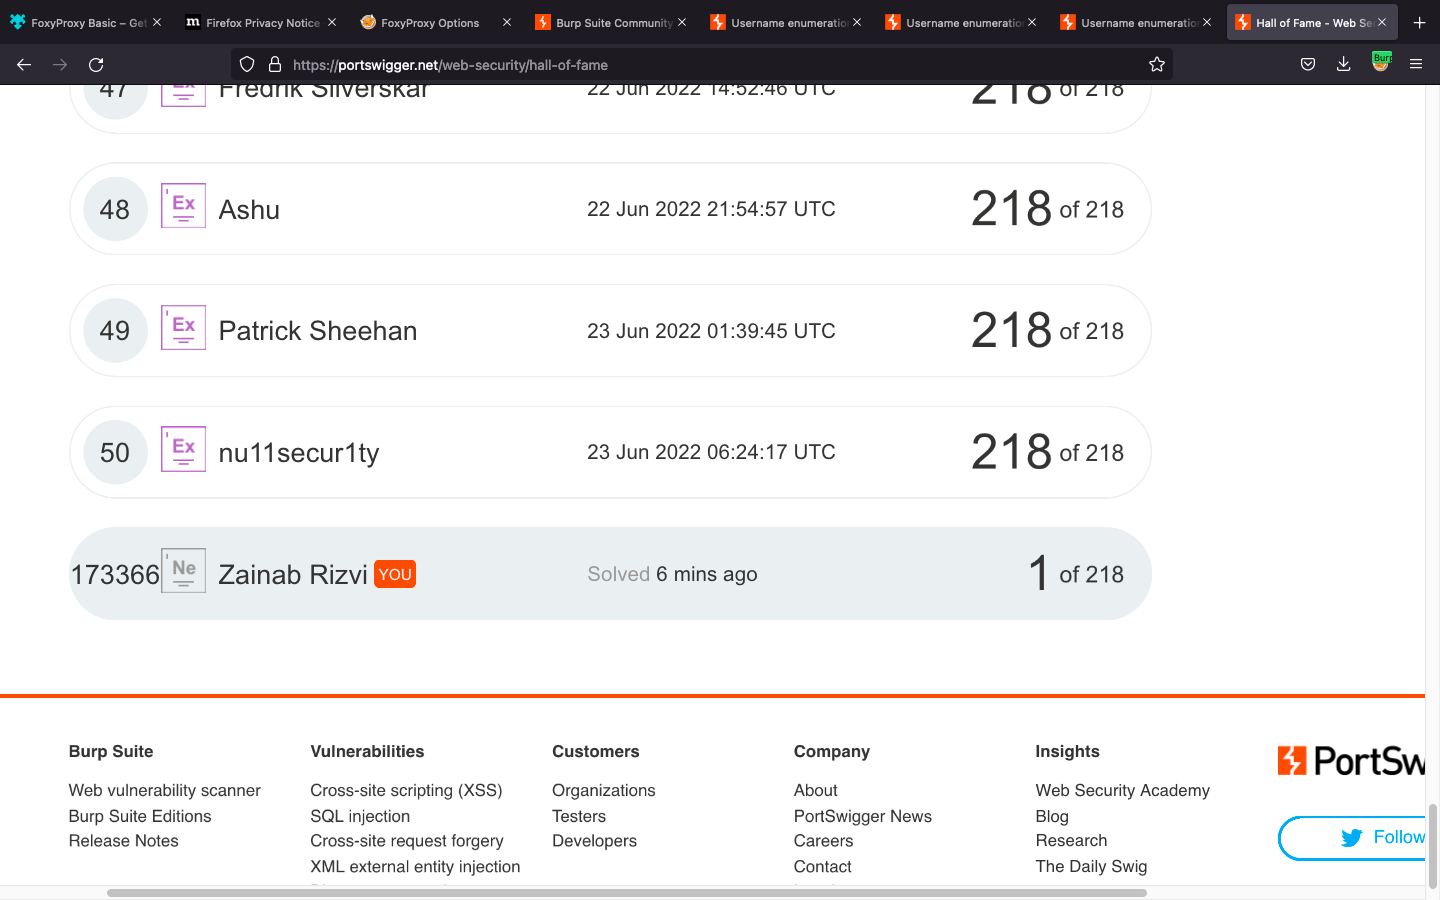 FoxyProxy Basic – Get
Firefox Privacy Notice
FoxyProxy Options
Burp Suite Community
Username enumeration
Username enumeration
Username enumeration
Hall of Fame - Web Se
https://portswigger.net/web-security/hall-of-fame
Burp
47 Ex Fredrik Silverskär 22 Jun 2022 14:52:46 UTC 218 of 218
48 Ex Ashu 22 Jun 2022 21:54:57 UTC 218 of 218
49 Ex Patrick Sheehan 23 Jun 2022 01:39:45 UTC 218 of 218
50 Ex nu11secur1ty 23 Jun 2022 06:24:17 UTC 218 of 218
173366 Ne Zainab Rizvi YOU Solved 6 mins ago 1 of 218
Burp Suite
Web vulnerability scanner
Burp Suite Editions
Release Notes
Vulnerabilities
Cross-site scripting (XSS)
SQL injection
Cross-site request forgery
XML external entity injection
Customers
Organizations
Testers
Developers
Company
About
PortSwigger News
Careers
Contact
Insights
Web Security Academy
Blog
Research
The Daily Swig
PortSw
Follow